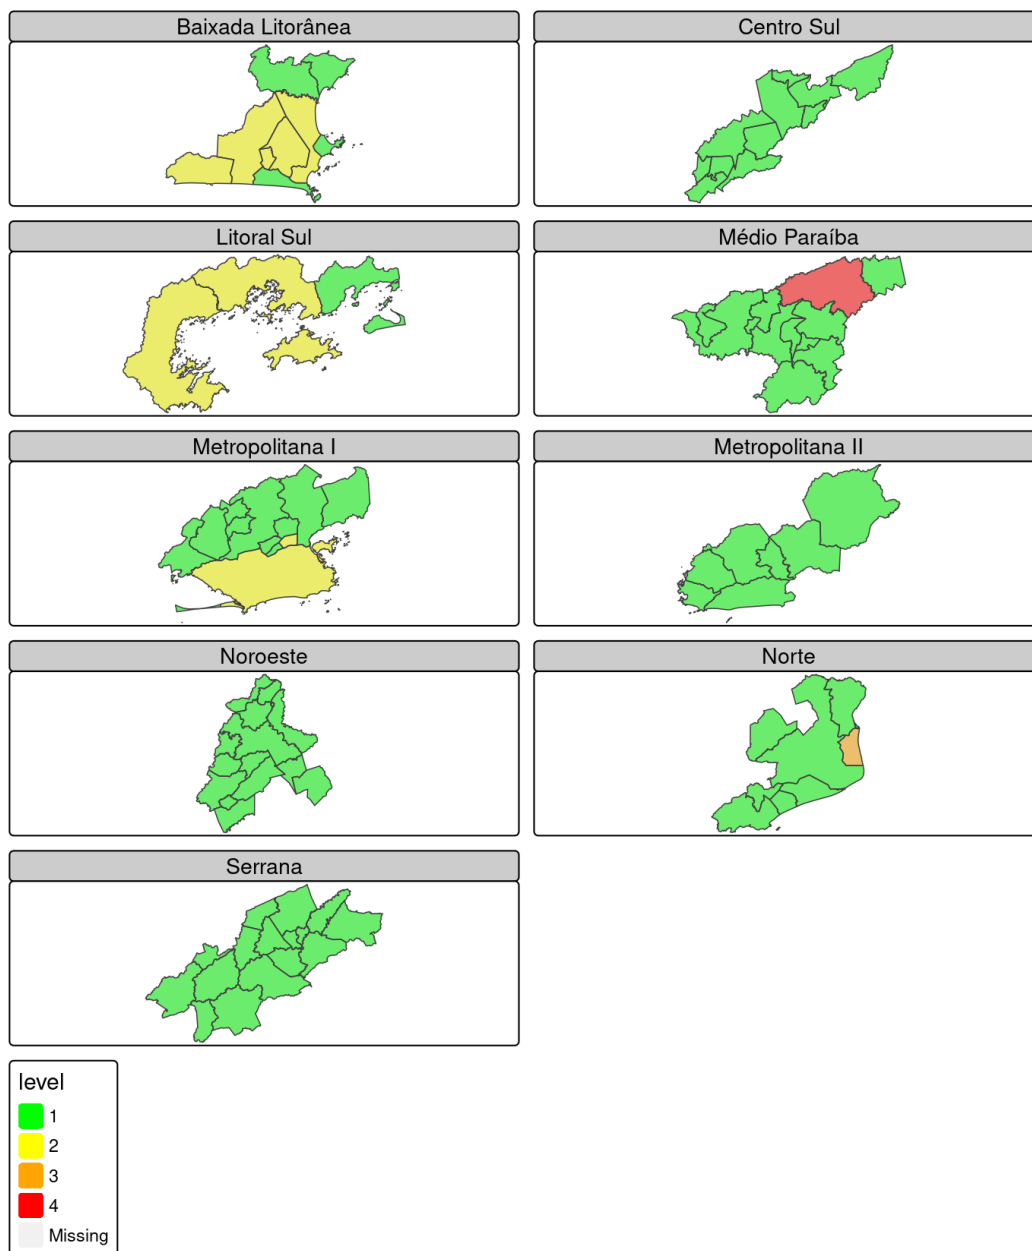 Baixada Litorânea
Centro Sul
Litoral Sul
Médio Paraíba
Metropolitana I
Metropolitana II
Noroeste
Norte
Serrana
level
1
2
3
4
Missing